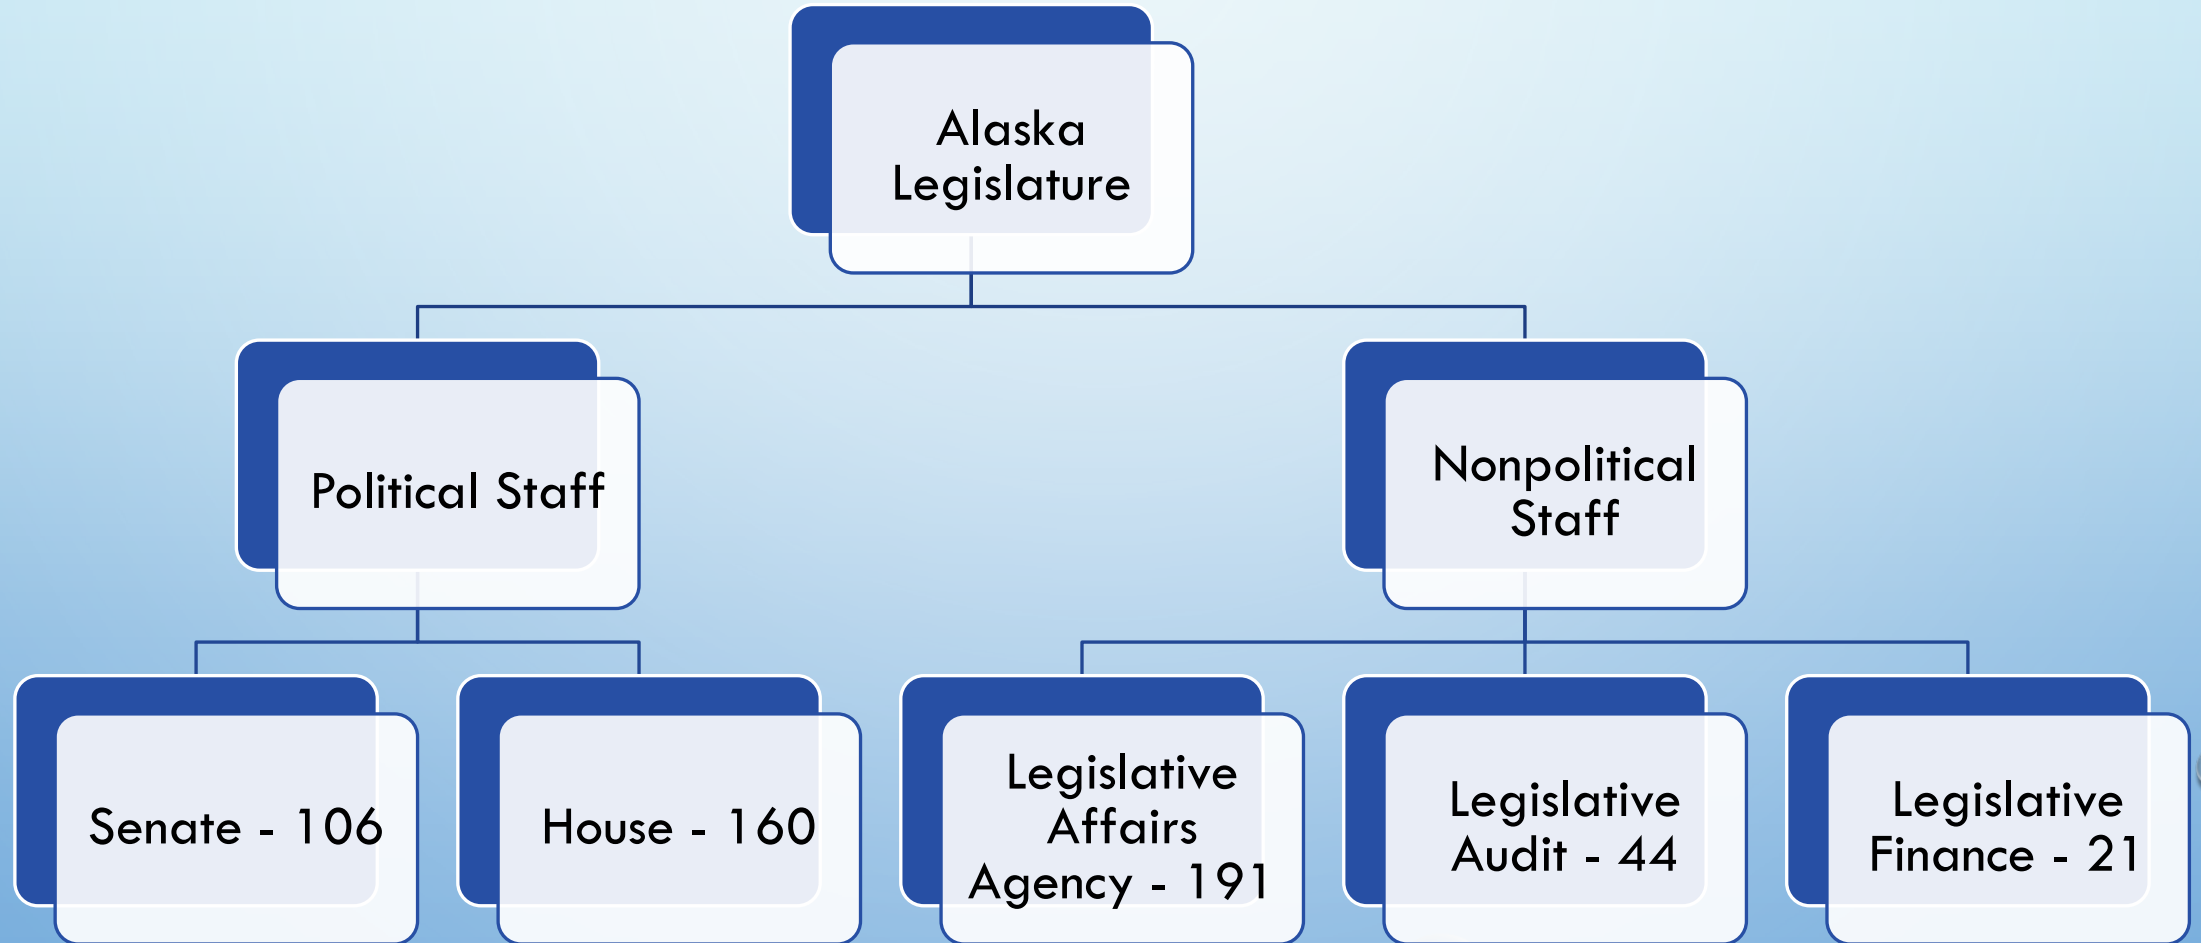 Alaska
Legislature
Political Staff
Nonpolitical
Staff
Senate - 106
House - 160
Legislative
Affairs
Agency - 191
Legislative
Audit - 44
Legislative
Finance - 21